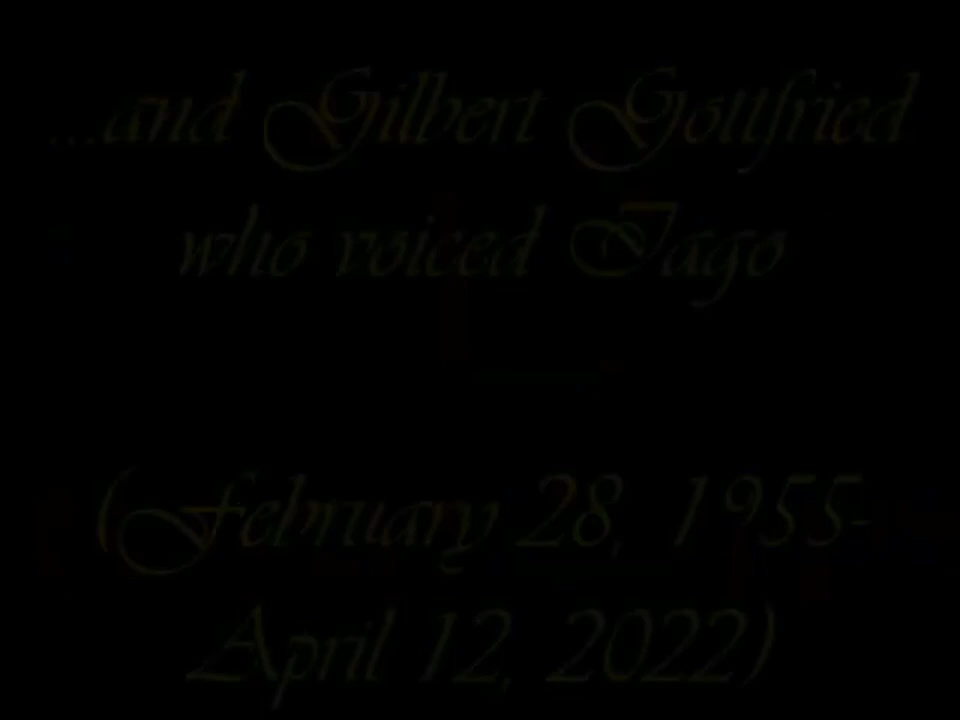 ...and Gilbert Gottfried
who voiced Iago
(February 28, 1955-
April 12, 2022)